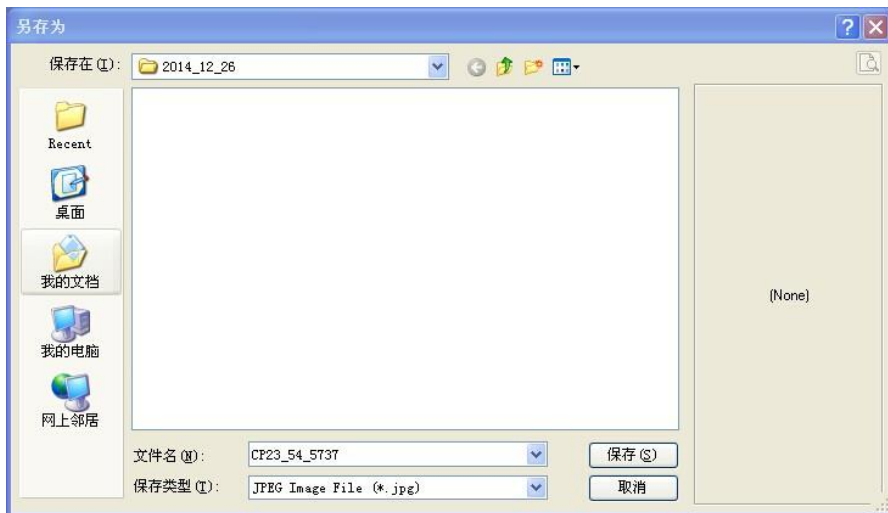 另存为
保存在(I): 2014_12_26
Recent
桌面
我的文档
我的电脑
网上邻居
(None)
文件名(N): CP23_54_5737 保存(S)
保存类型(T): JPEG Image File (*.jpg) 取消